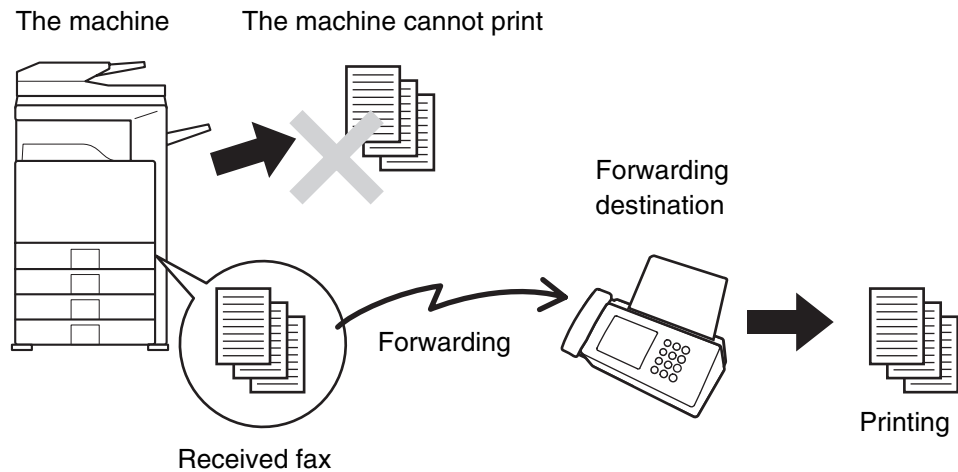 The machine
The machine cannot print
Forwarding
destination
Forwarding
Printing
Received fax